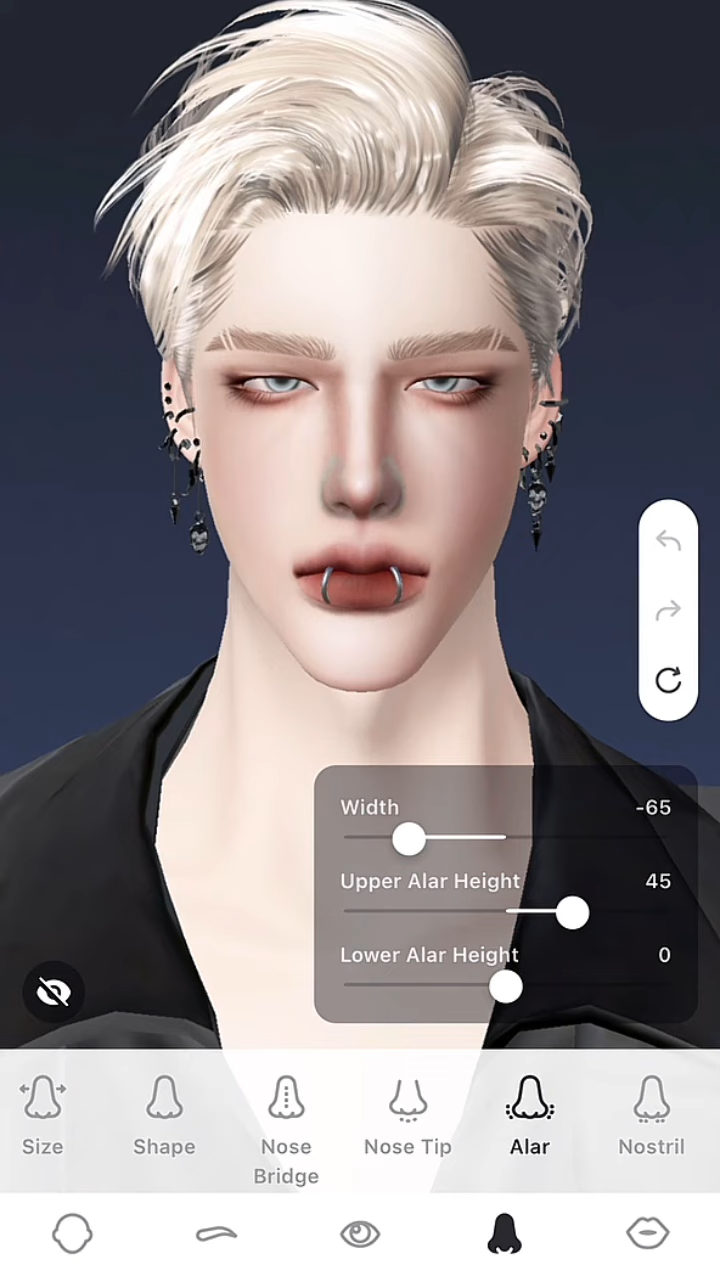 Width -65
Upper Alar Height 45
Lower Alar Height 0
Size Shape Nose Nose Tip Alar Nostril
Bridge